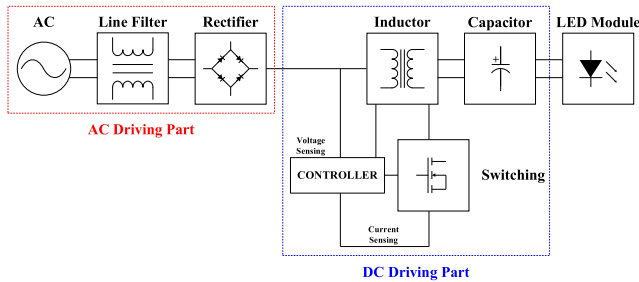 AC
Line Filter
Rectifier
Inductor
Capacitor
LED Module
AC Driving Part
Voltage
Sensing
CONTROLLER
Switching
Current
Sensing
DC Driving Part
+